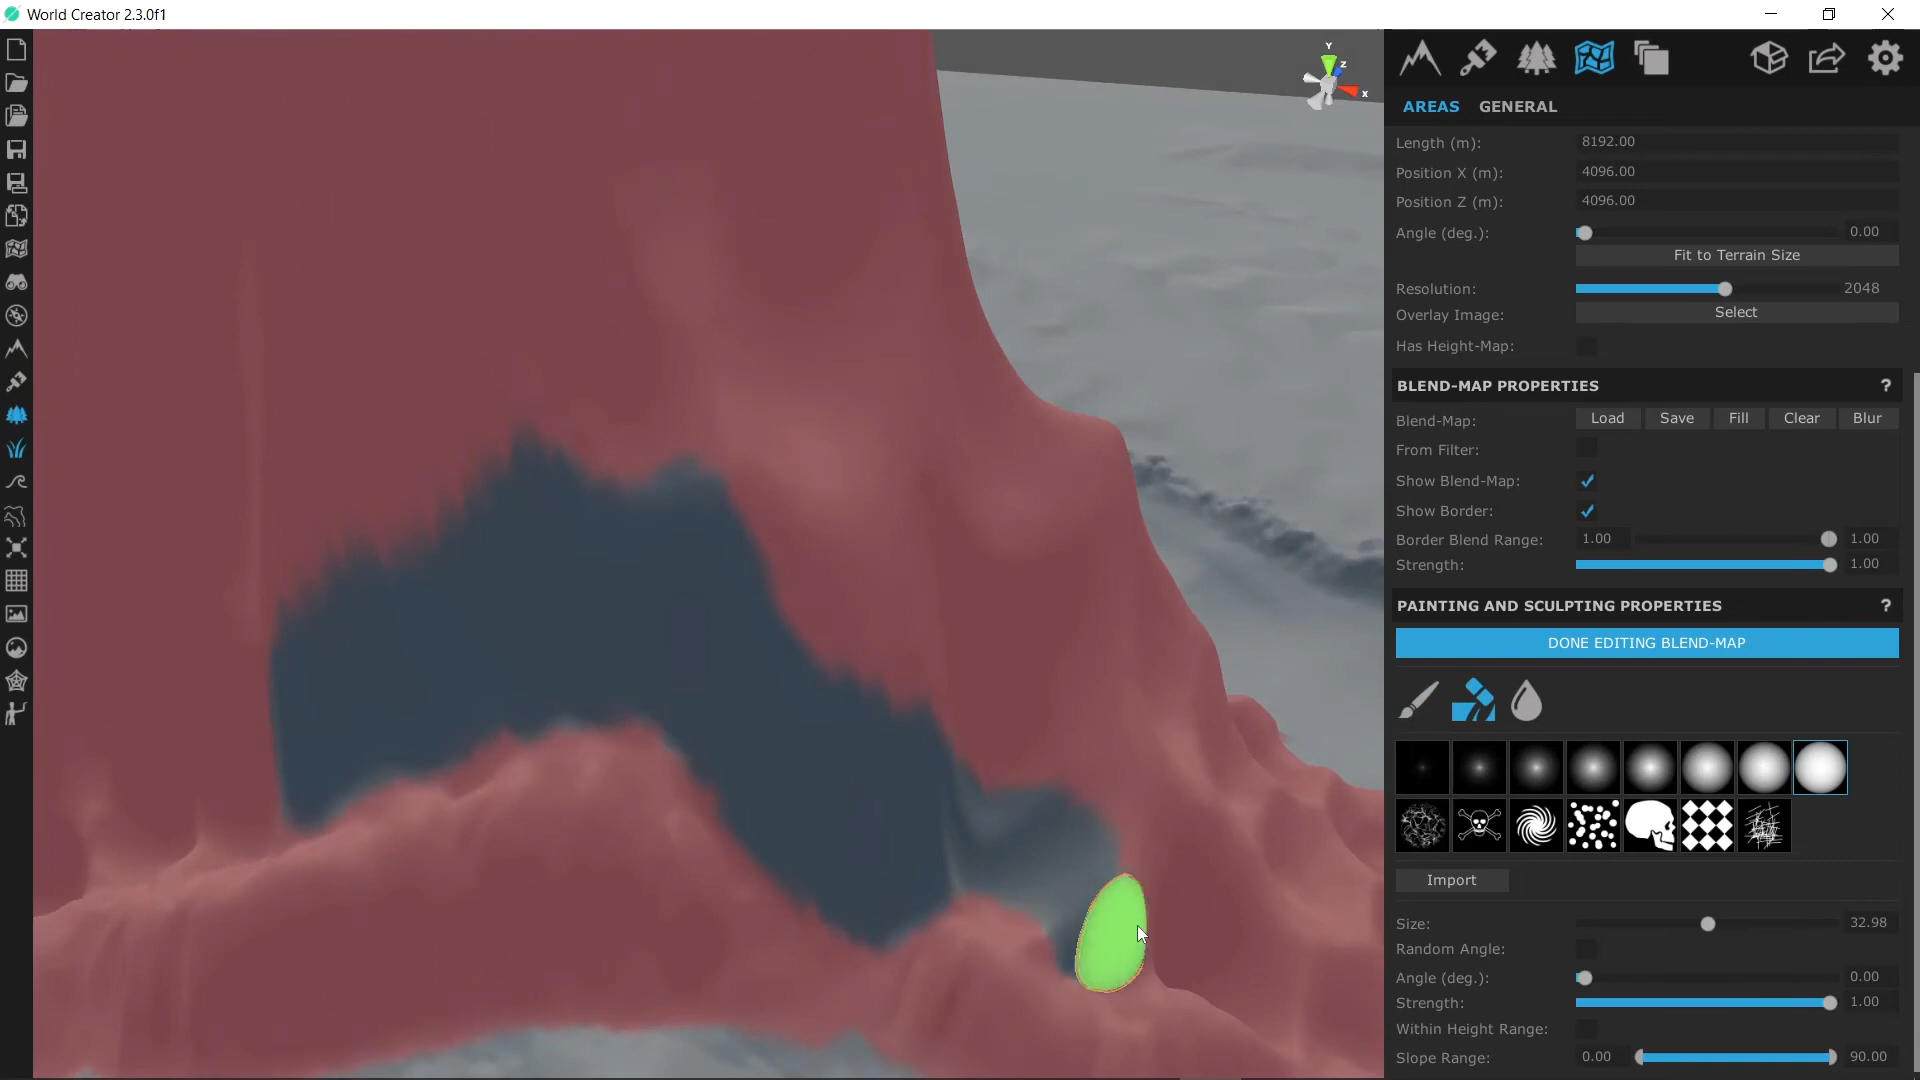 World Creator 2.3.0f1
Y
Z
X
AREAS GENERAL
Length (m): 8192.00
Position X (m): 4096.00
Position Z (m): 4096.00
Angle (deg.): 0.00
Fit to Terrain Size
Resolution: 2048
Overlay Image: Select
Has Height-Map:
BLEND-MAP PROPERTIES ?
Blend-Map: Load Save Fill Clear Blur
From Filter:
Show Blend-Map:
Show Border:
Border Blend Range: 1.00 1.00
Strength: 1.00
PAINTING AND SCULPTING PROPERTIES ?
DONE EDITING BLEND-MAP
Import
Size: 32.98
Random Angle:
Angle (deg.): 0.00
Strength: 1.00
Within Height Range:
Slope Range: 0.00 90.00